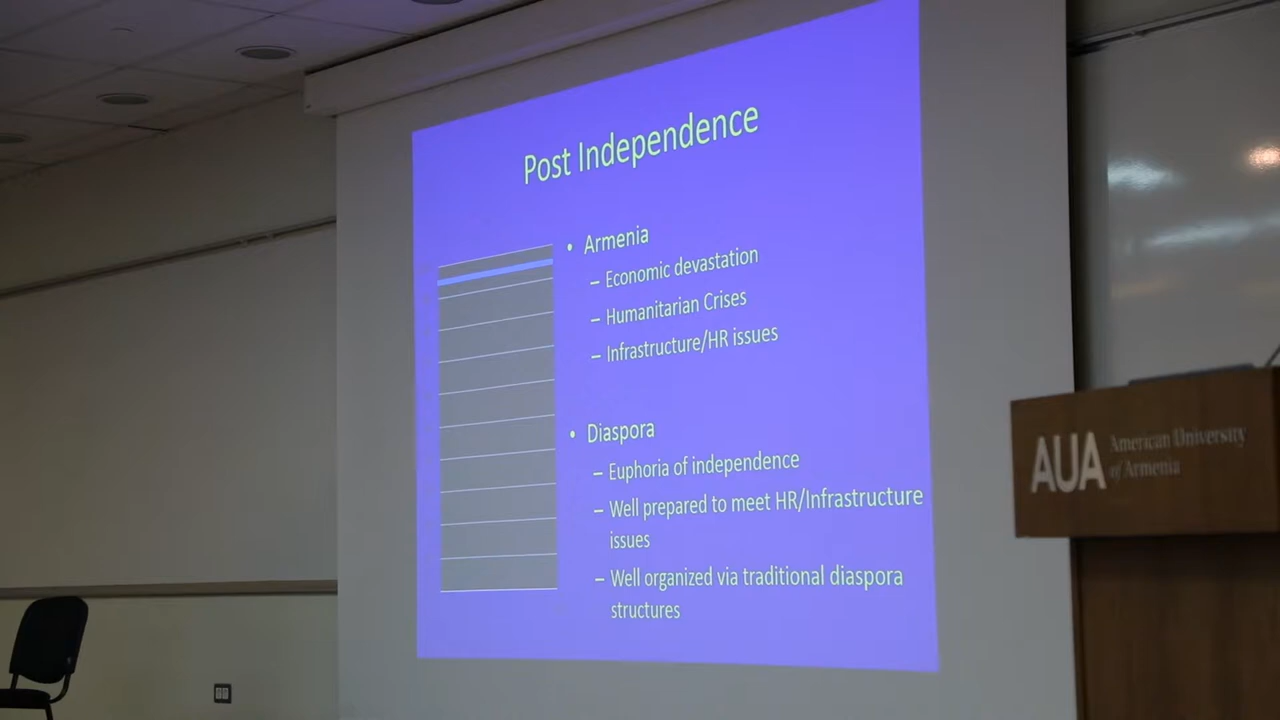 Post Independence
• Armenia
– Economic devastation
– Humanitarian Crises
– Infrastructure/HR issues
• Diaspora
– Euphoria of independence
– Well prepared to meet HR/Infrastructure
issues
– Well organized via traditional diaspora
structures
AUA
American University
of Armenia